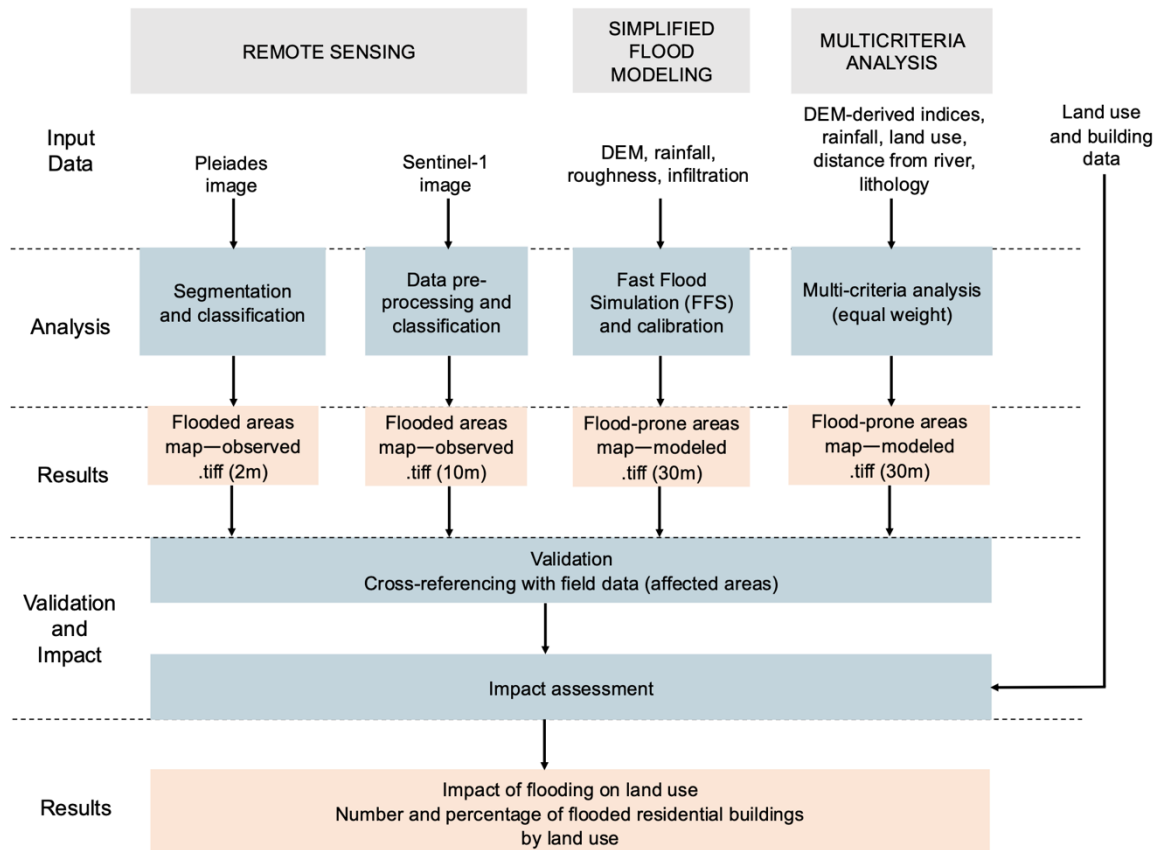 REMOTE SENSING
SIMPLIFIED
FLOOD
MODELING
MULTICRITERIA
ANALYSIS
Input
Data
Pleiades
image
Sentinel-1
image
DEM, rainfall,
roughness, infiltration
DEM-derived indices,
rainfall, land use,
distance from river,
lithology
Land use
and building
data
Analysis
Segmentation
and classification
Data pre-
processing and
classification
Fast Flood
Simulation (FFS)
and calibration
Multi-criteria analysis
(equal weight)
Results
Flooded areas
map—observed
.tiff (2m)
Flooded areas
map—observed
.tiff (10m)
Flood-prone areas
map—modeled
.tiff (30m)
Flood-prone areas
map—modeled
.tiff (30m)
Validation
and
Impact
Validation
Cross-referencing with field data (affected areas)
Impact assessment
Results
Impact of flooding on land use
Number and percentage of flooded residential buildings
by land use